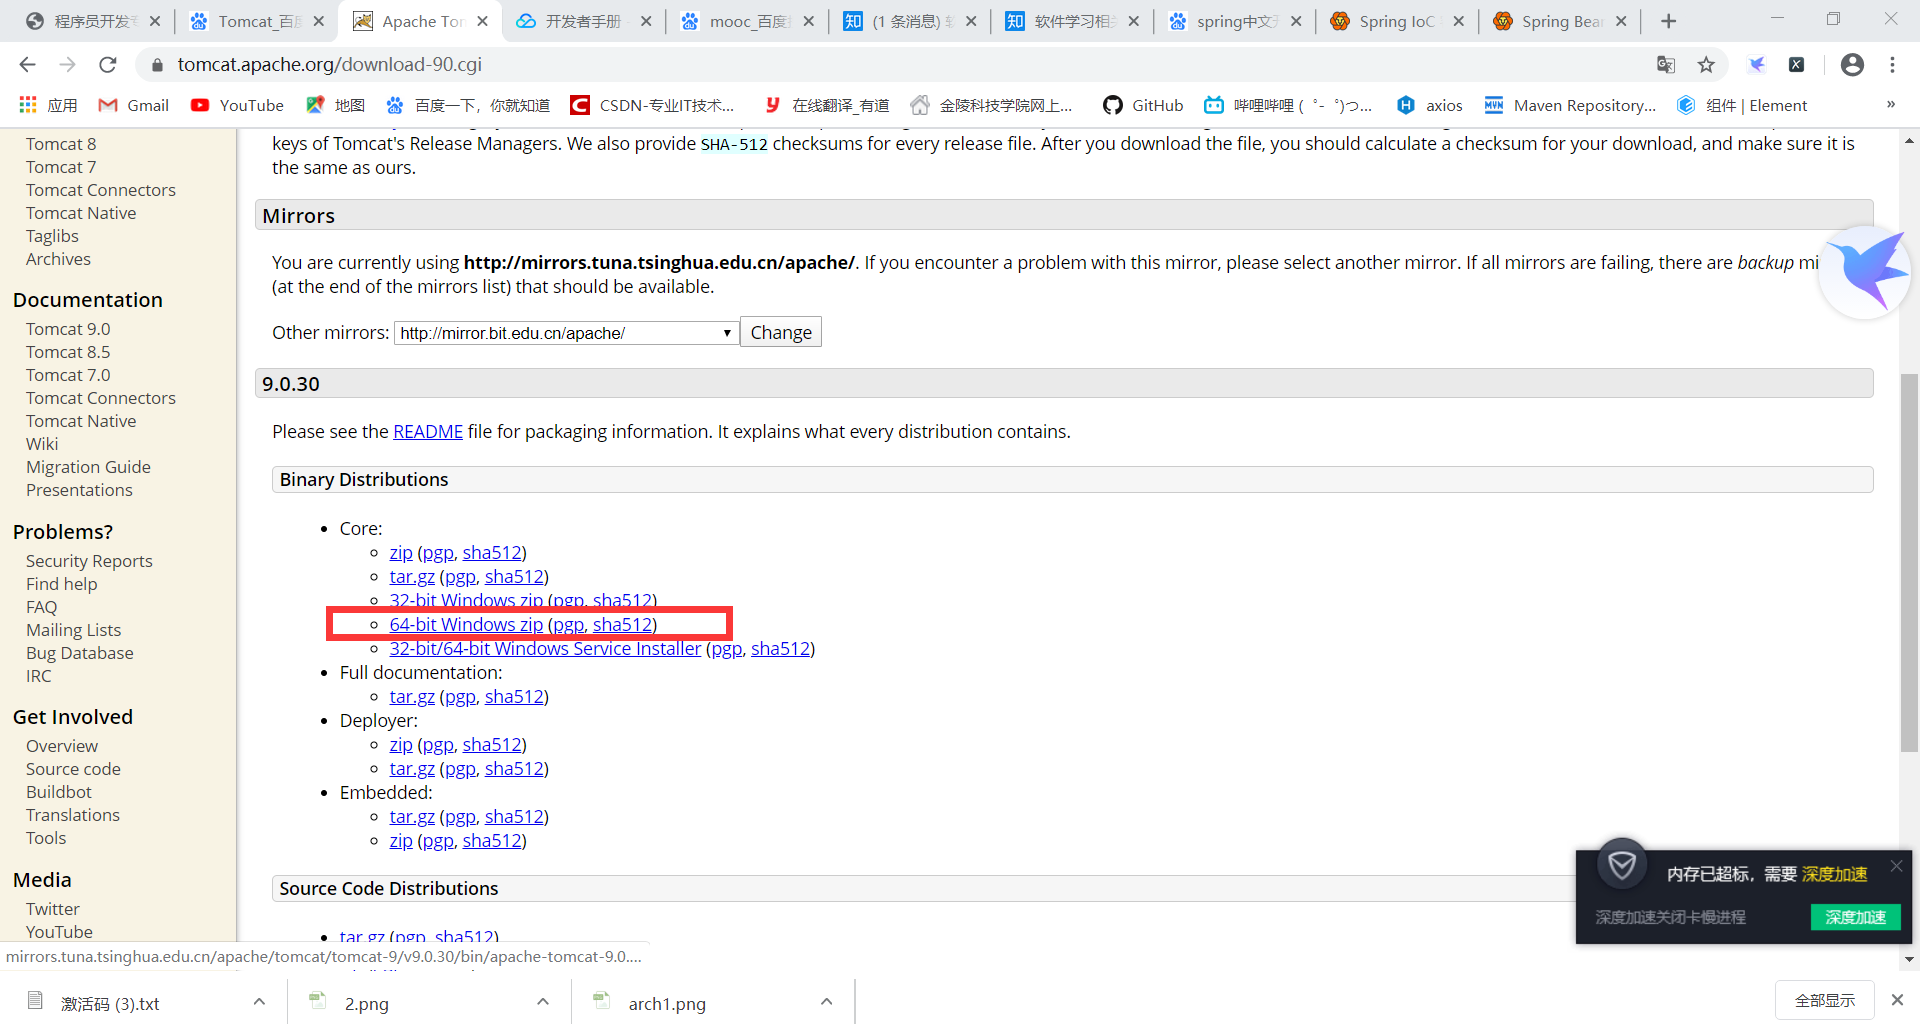 程序员开发
Tomcat_百度
Apache Tom
开发者手册
mooc_百度
(1 条消息)
软件学习相
spring中文
Spring IoC
Spring Bea
tomcat.apache.org/download-90.cgi
应用
Gmail
YouTube
地图
百度一下，你就知道
CSDN-专业IT技术...
在线翻译_有道
金陵科技学院网上...
GitHub
哔哩哔哩 ( ゜- ゜)つ...
axios
Maven Repository...
组件 | Element
»
Tomcat 8
Tomcat 7
Tomcat Connectors
Tomcat Native
Taglibs
Archives
Documentation
Tomcat 9.0
Tomcat 8.5
Tomcat 7.0
Tomcat Connectors
Tomcat Native
Wiki
Migration Guide
Presentations
Problems?
Security Reports
Find help
FAQ
Mailing Lists
Bug Database
IRC
Get Involved
Overview
Source code
Buildbot
Translations
Tools
Media
Twitter
YouTube
keys of Tomcat's Release Managers. We also provide SHA-512 checksums for every release file. After you download the file, you should calculate a checksum for your download, and make sure it is
the same as ours.
Mirrors
You are currently using http://mirrors.tuna.tsinghua.edu.cn/apache/. If you encounter a problem with this mirror, please select another mirror. If all mirrors are failing, there are backup mi
(at the end of the mirrors list) that should be available.
Other mirrors: http://mirror.bit.edu.cn/apache/ Change
9.0.30
Please see the README file for packaging information. It explains what every distribution contains.
Binary Distributions
Core:
zip (pgp, sha512)
tar.gz (pgp, sha512)
32-bit Windows zip (pgp, sha512)
64-bit Windows zip (pgp, sha512)
32-bit/64-bit Windows Service Installer (pgp, sha512)
Full documentation:
tar.gz (pgp, sha512)
Deployer:
zip (pgp, sha512)
tar.gz (pgp, sha512)
Embedded:
tar.gz (pgp, sha512)
zip (pgp, sha512)
Source Code Distributions
tar.gz (pgp, sha512)
内存已超标，需要 深度加速
深度加速关闭卡慢进程
深度加速
mirrors.tuna.tsinghua.edu.cn/apache/tomcat/tomcat-9/v9.0.30/bin/apache-tomcat-9.0....
激活码 (3).txt
2.png
arch1.png
全部显示